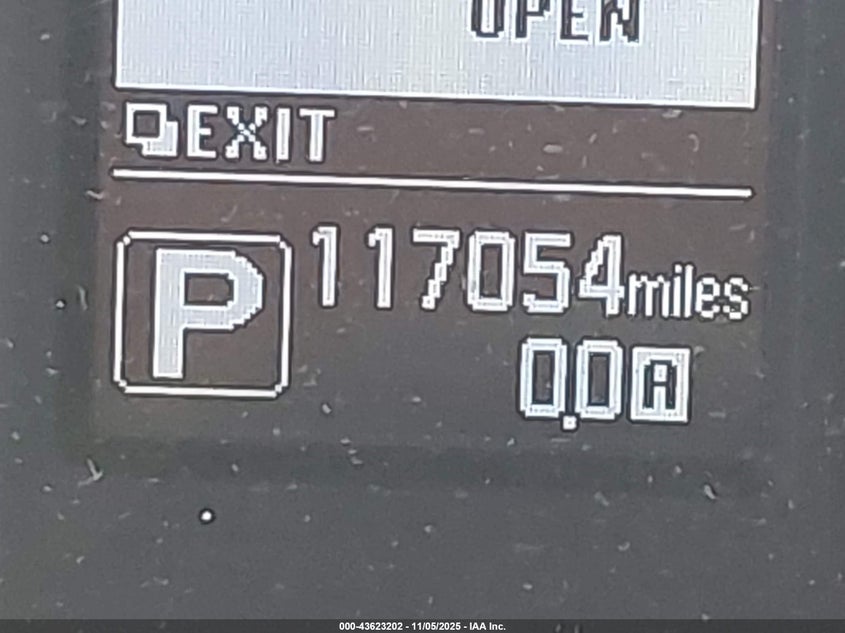 OPEN
EXIT
P
117054miles
0.0A
000-43623202 - 11/05/2025 - IAA Inc.